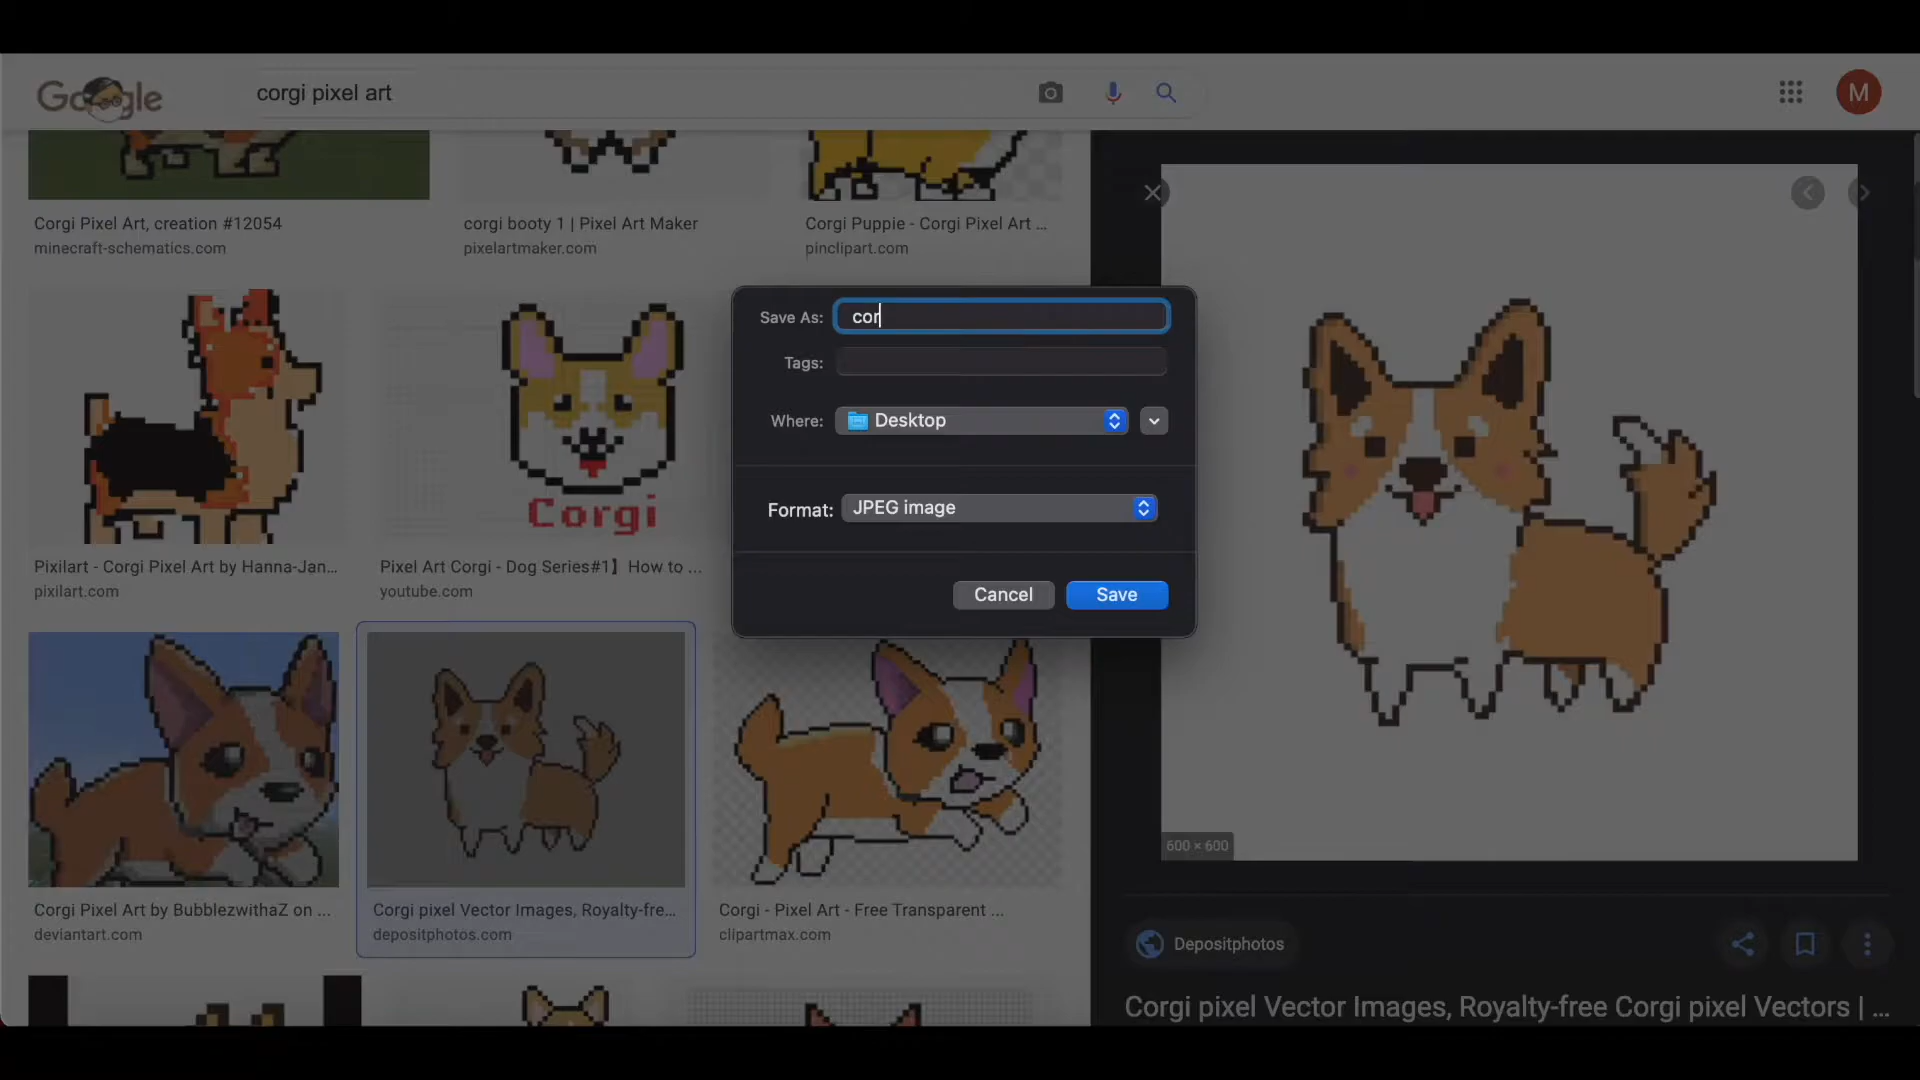 Google
corgi pixel art
M
Corgi Pixel Art, creation #12054
minecraft-schematics.com
corgi booty 1 | Pixel Art Maker
pixelartmaker.com
Corgi Puppie - Corgi Pixel Art ...
pinclipart.com
Save As: cor
Tags:
Where: Desktop
Format: JPEG image
Cancel Save
Corgi
Pixilart - Corgi Pixel Art by Hanna-Jan...
pixilart.com
Pixel Art Corgi - Dog Series#1】How to ...
youtube.com
600 × 600
Corgi Pixel Art by BubblezwithaZ on ...
deviantart.com
Corgi pixel Vector Images, Royalty-fre...
depositphotos.com
Corgi - Pixel Art - Free Transparent ...
clipartmax.com
Depositphotos
Corgi pixel Vector Images, Royalty-free Corgi pixel Vectors | ...